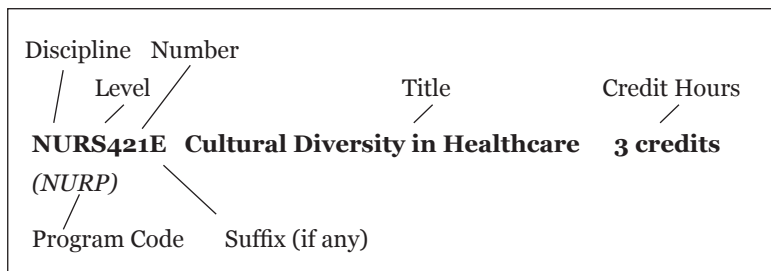 Discipline Number
Level Title Credit Hours
NURS421E Cultural Diversity in Healthcare 3 credits
(NURP)
Program Code Suffix (if any)